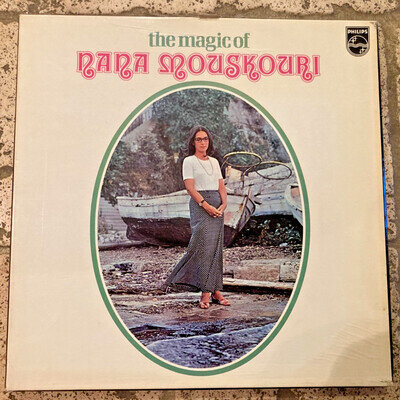 PHILIPS
the magic of
NANA MOUSKOURI